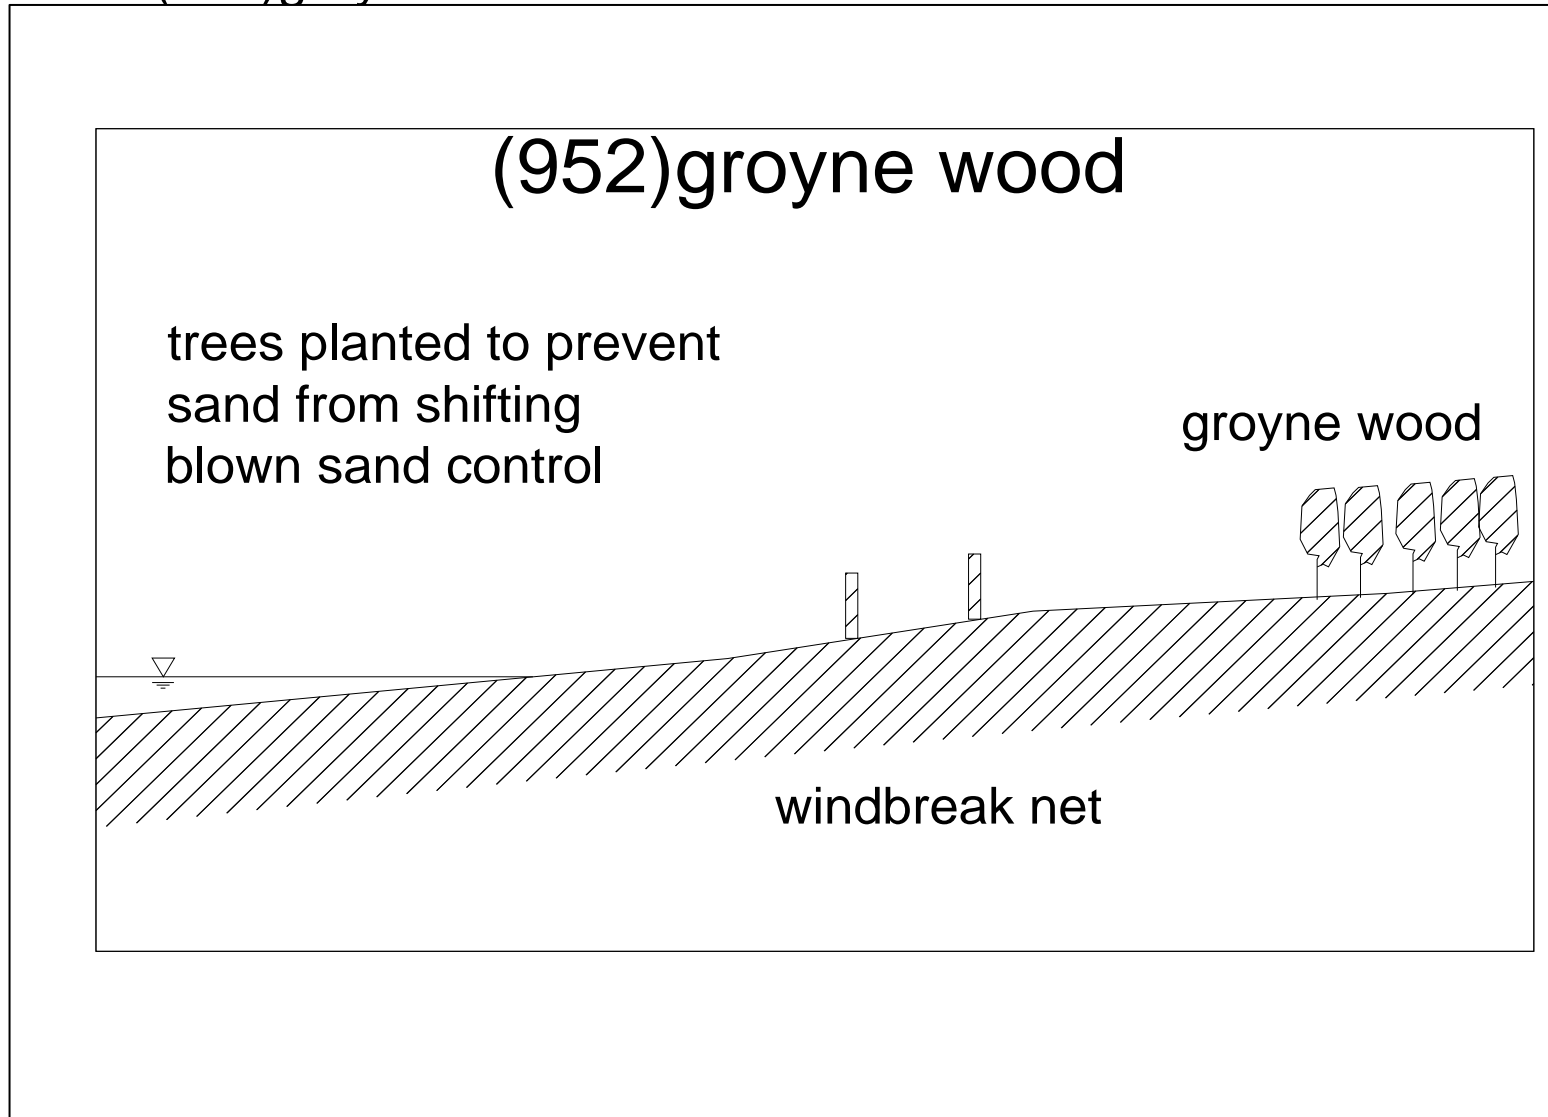 (952)groyne wood
trees planted to prevent
sand from shifting
blown sand control
groyne wood
windbreak net